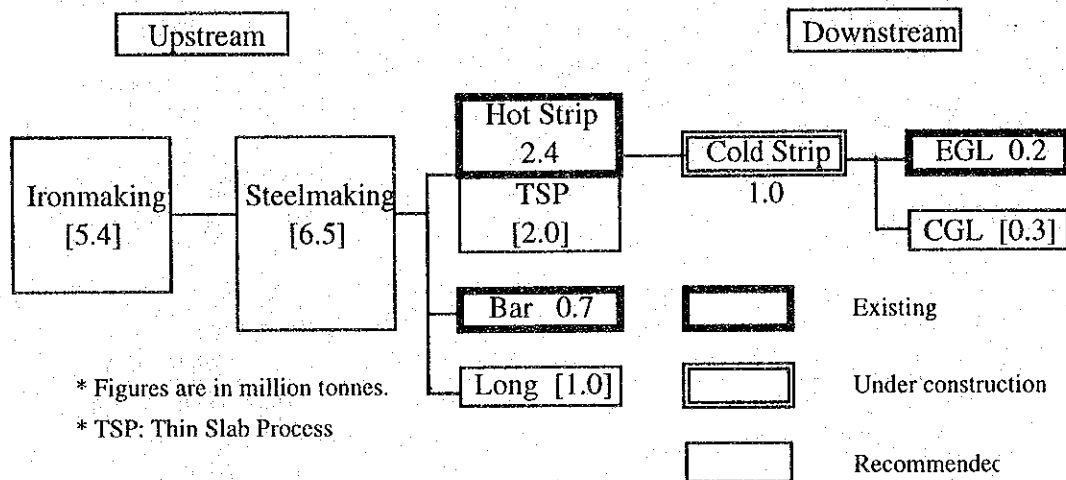 Upstream
Downstream
Ironmaking
[5.4]
Steelmaking
[6.5]
Hot Strip
2.4
TSP
[2.0]
Bar 0.7
Long [1.0]
Cold Strip
1.0
EGL 0.2
CGL [0.3]
Existing
Under construction
Recommended
* Figures are in million tonnes.
* TSP: Thin Slab Process